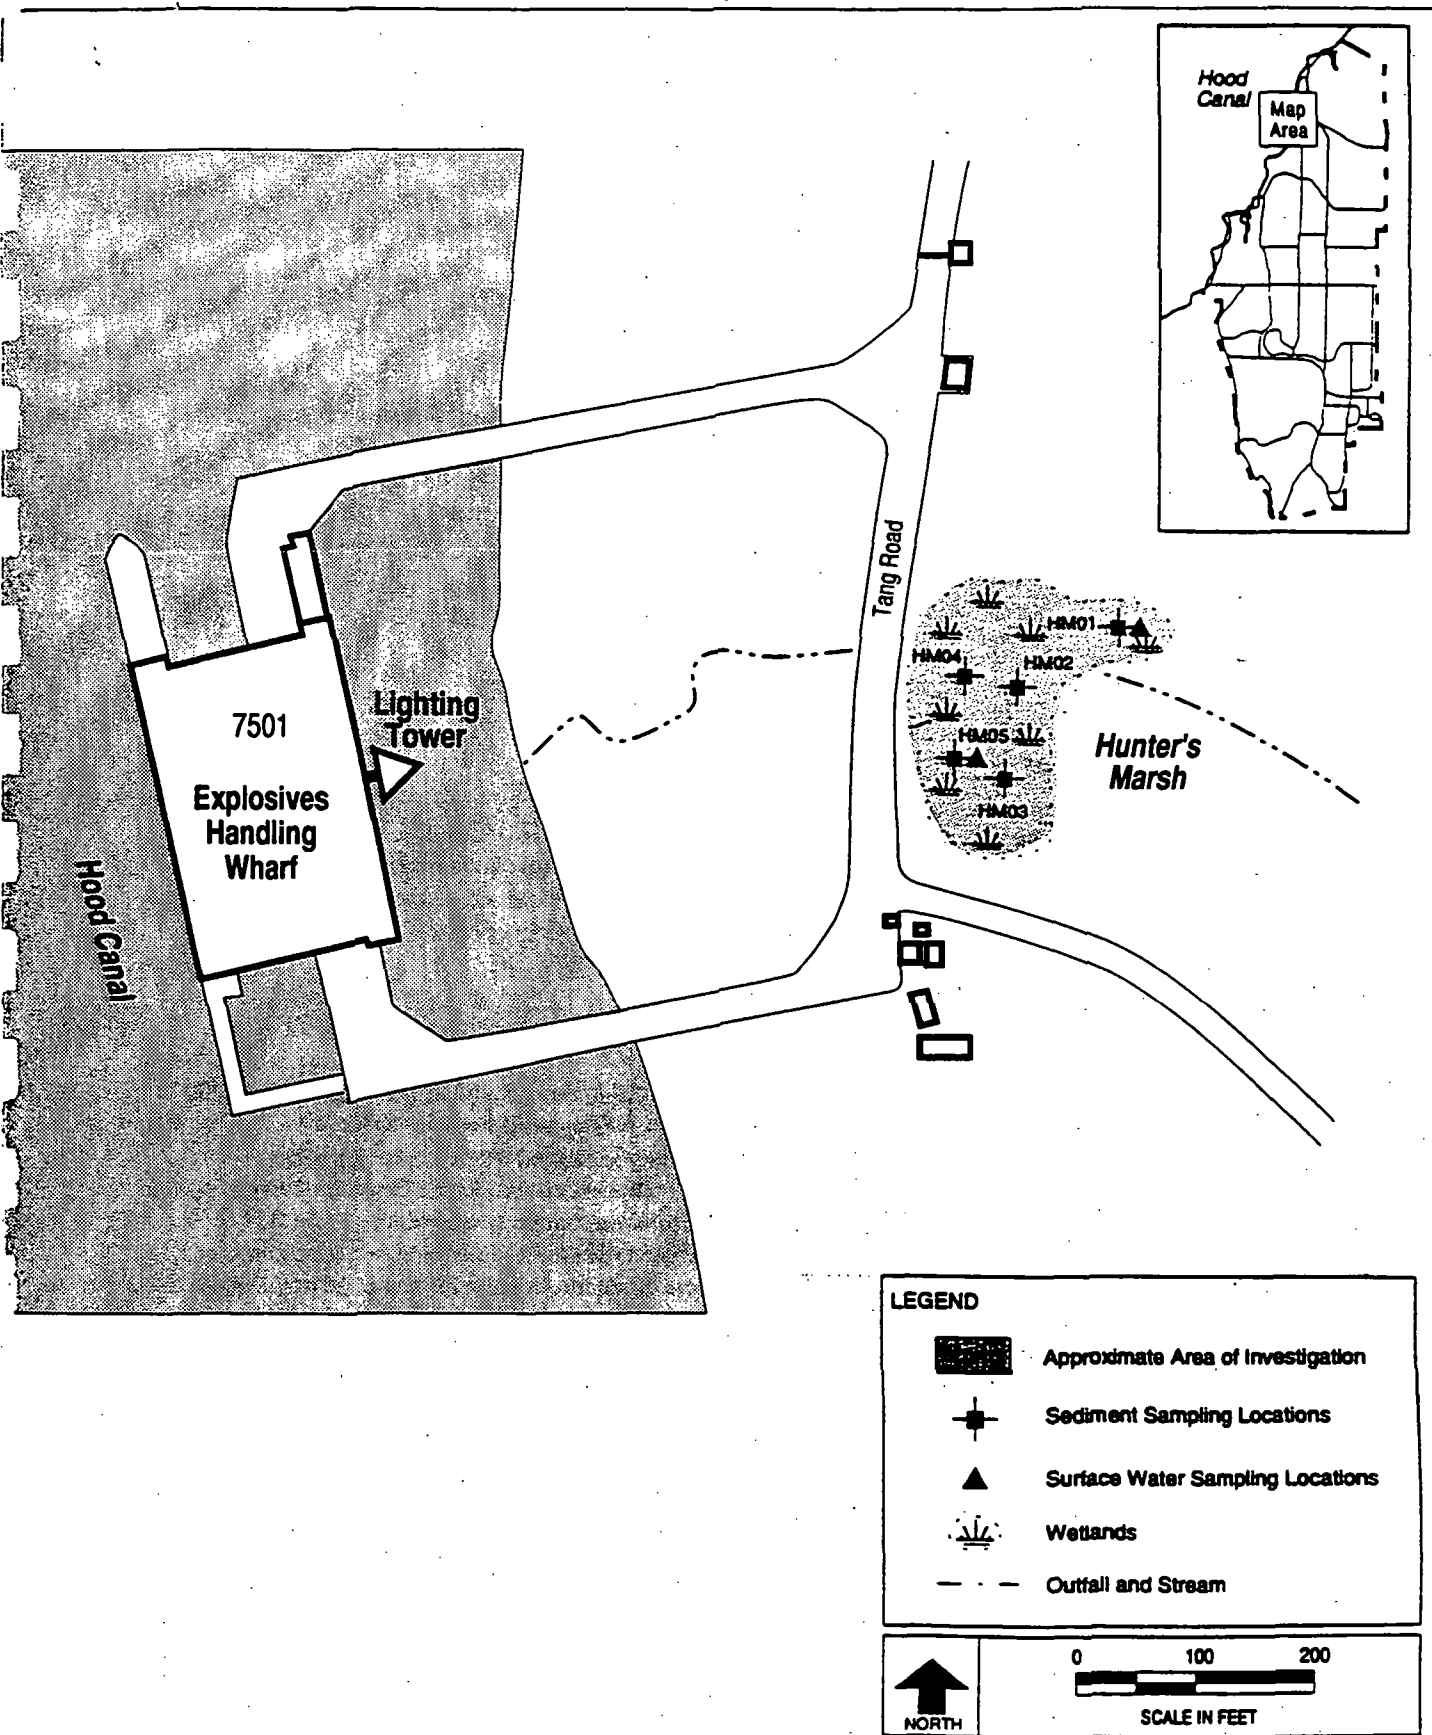 Hood
Canal
Map
Area
Tang Road
HM01
HM04
HM02
HM05
HM03
Hunter's
Marsh
Lighting
Tower
7501
Explosives
Handling
Wharf
Hood Canal
LEGEND
Approximate Area of Investigation
Sediment Sampling Locations
Surface Water Sampling Locations
Wetlands
Outfall and Stream
NORTH
0 100 200
SCALE IN FEET